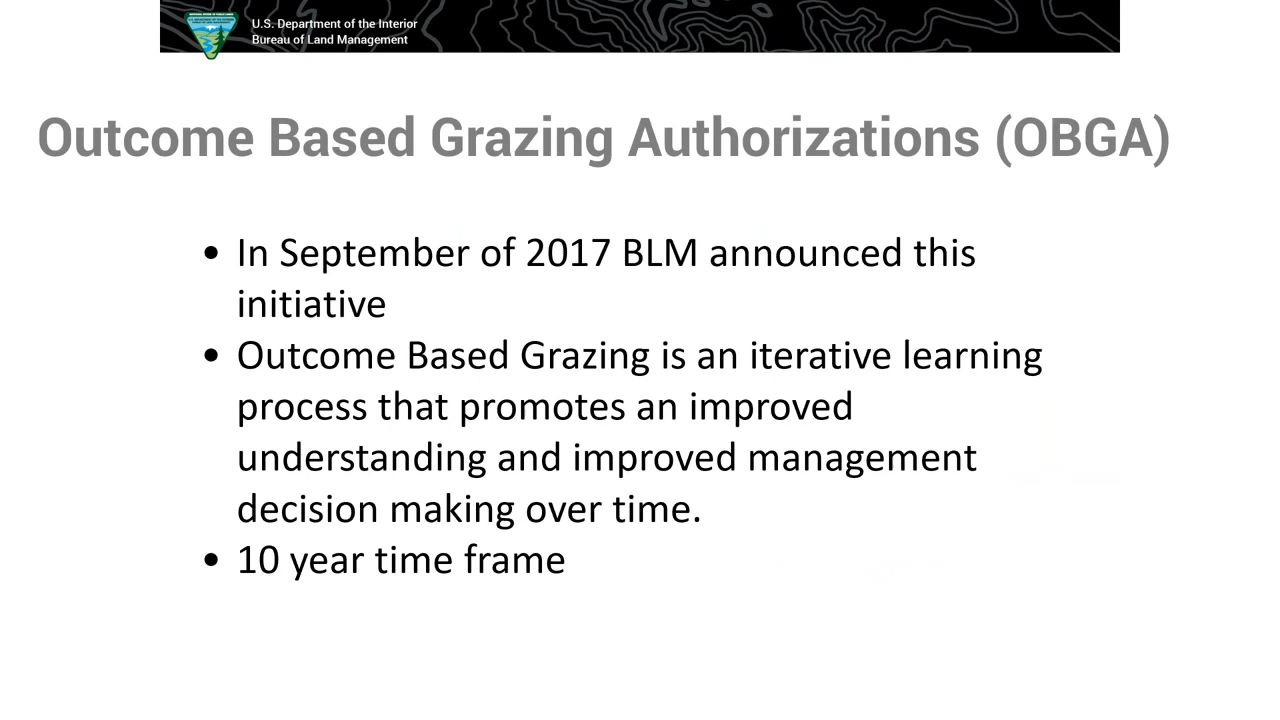 U.S. Department of the Interior
Bureau of Land Management
Outcome Based Grazing Authorizations (OBGA)
• In September of 2017 BLM announced this
initiative
• Outcome Based Grazing is an iterative learning
process that promotes an improved
understanding and improved management
decision making over time.
• 10 year time frame